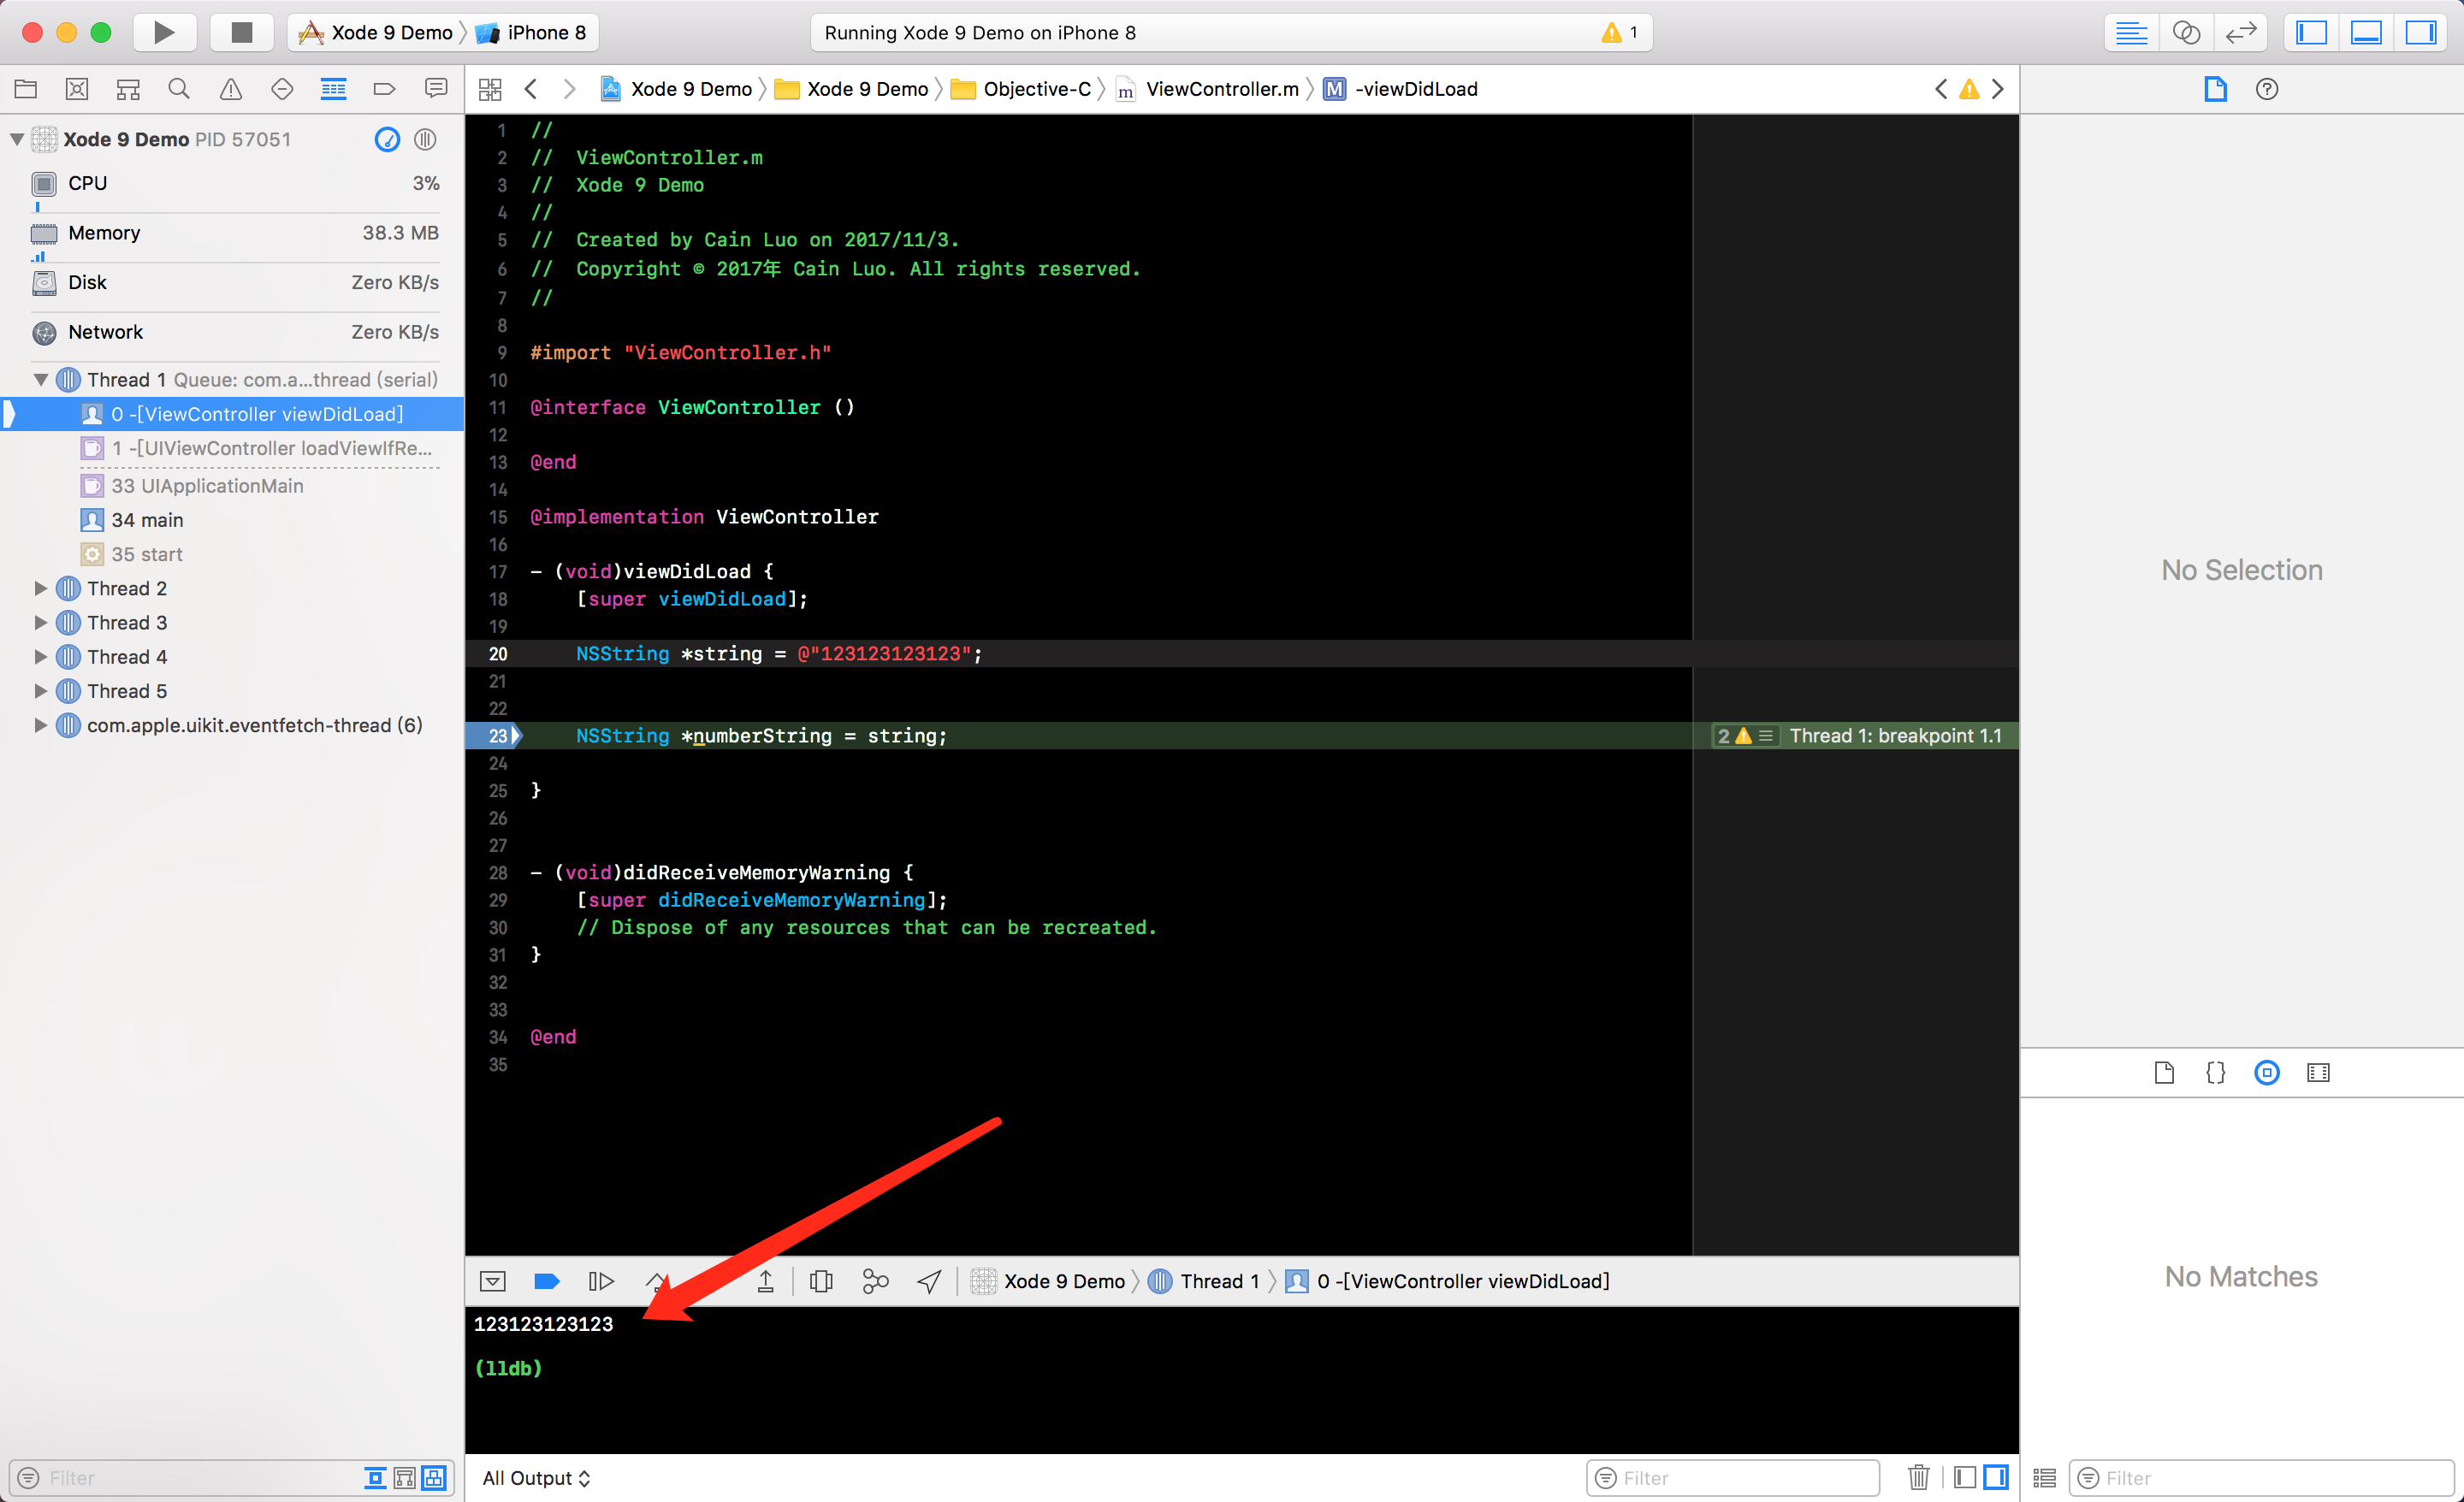 Xode 9 Demo iPhone 8
Running Xode 9 Demo on iPhone 8 1
Xode 9 Demo PID 57051
CPU 3%
Memory 38.3 MB
Disk Zero KB/s
Network Zero KB/s
Thread 1 Queue: com.a...thread (serial)
0 -[ViewController viewDidLoad]
1 -[UIViewController loadViewIfRe...
33 UIApplicationMain
34 main
35 start
Thread 2
Thread 3
Thread 4
Thread 5
com.apple.uikit.eventfetch-thread (6)
Filter
Xode 9 Demo Xode 9 Demo Objective-C m ViewController.m M -viewDidLoad
1 //
2 //  ViewController.m
3 //  Xode 9 Demo
4 //
5 //  Created by Cain Luo on 2017/11/3.
6 //  Copyright © 2017年 Cain Luo. All rights reserved.
7 //
8
9 #import "ViewController.h"
10
11 @interface ViewController ()
12
13 @end
14
15 @implementation ViewController
16
17 - (void)viewDidLoad {
18     [super viewDidLoad];
19
20     NSString *string = @"123123123123";
21
22
23     NSString *numberString = string; 2 Thread 1: breakpoint 1.1
24
25 }
26
27
28 - (void)didReceiveMemoryWarning {
29     [super didReceiveMemoryWarning];
30     // Dispose of any resources that can be recreated.
31 }
32
33
34 @end
35
Xode 9 Demo Thread 1 0 -[ViewController viewDidLoad]
123123123123
(lldb)
All Output Filter
No Selection
{}
No Matches
Filter